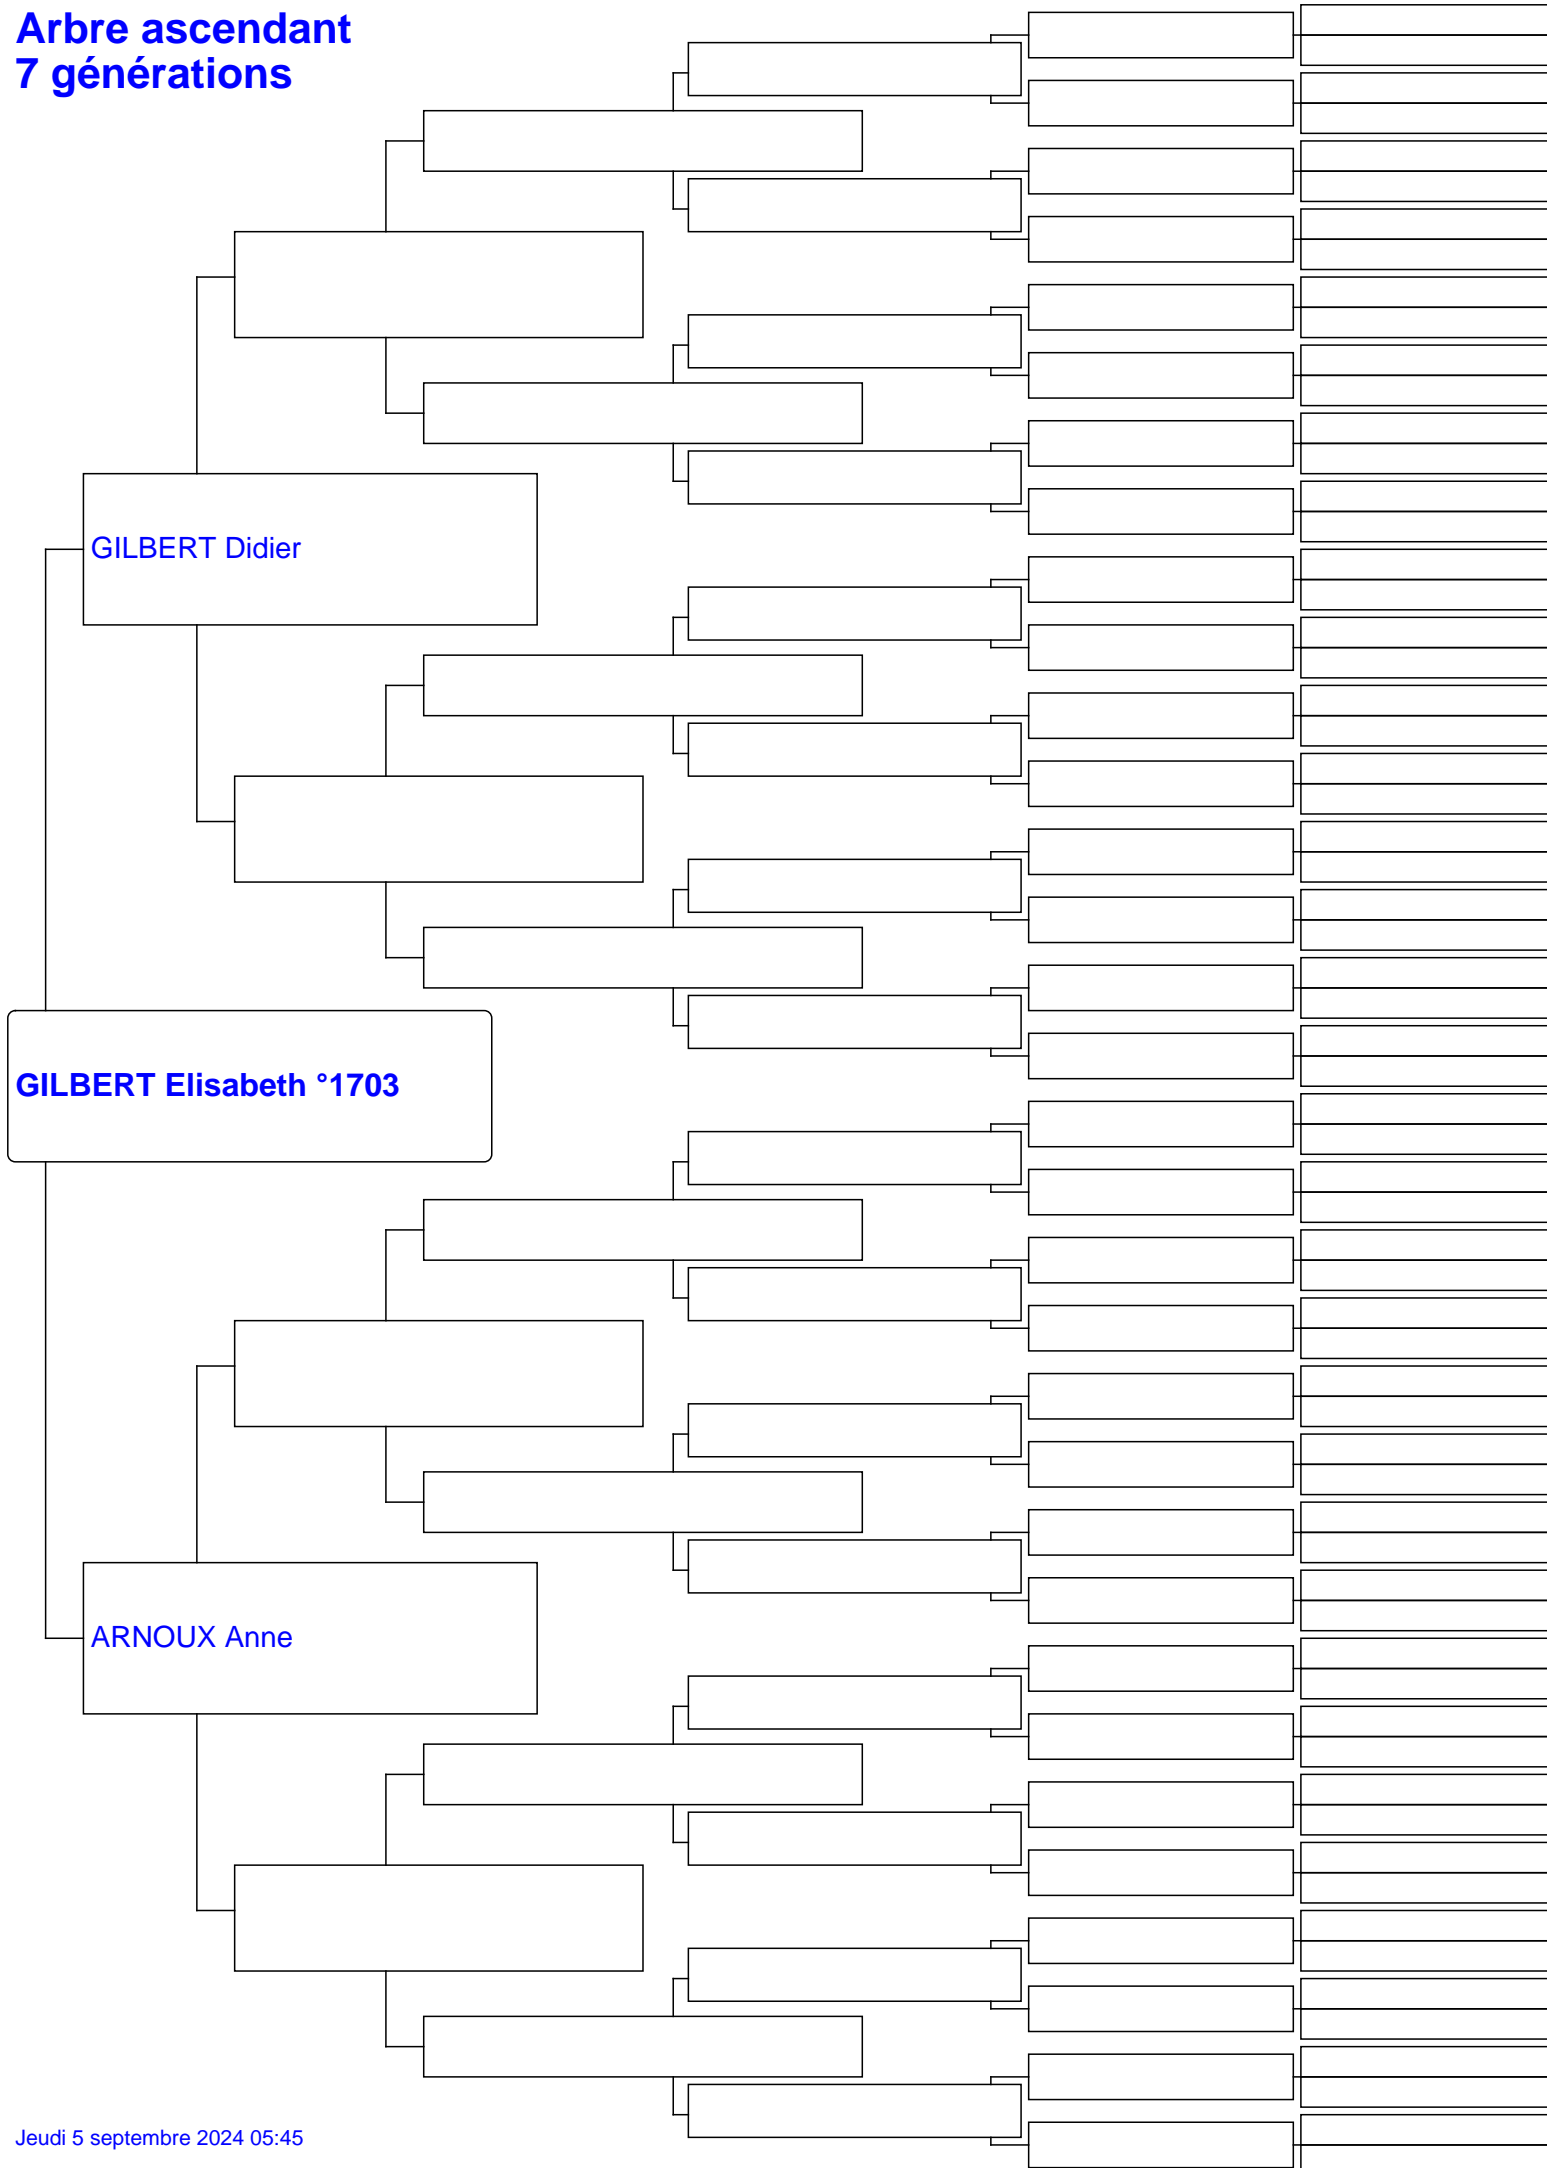 Arbre ascendant
7 générations
GILBERT Didier
GILBERT Elisabeth °1703
ARNOUX Anne
Jeudi 5 septembre 2024 05:45